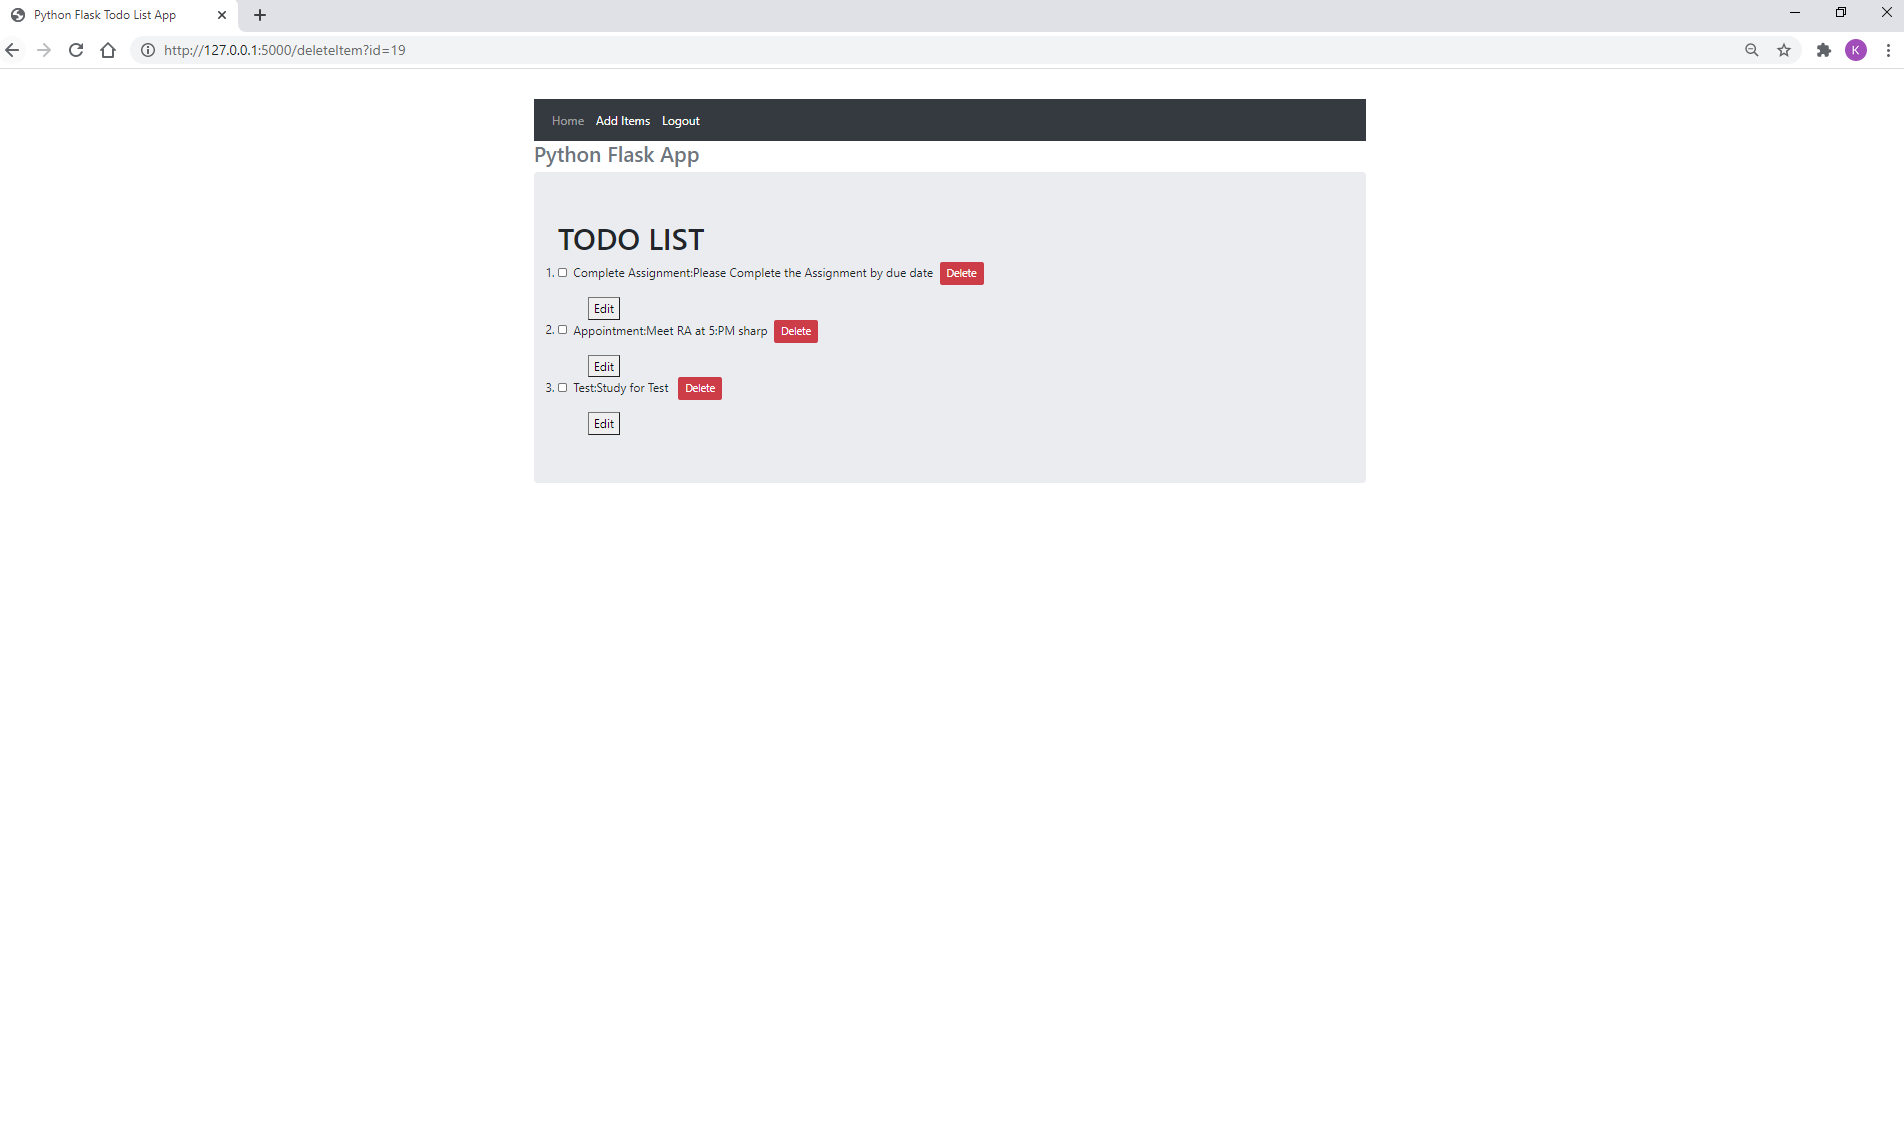 Python Flask Todo List App
http://127.0.0.1:5000/deleteItem?id=19
K
Home Add Items Logout
Python Flask App
TODO LIST
1. Complete Assignment:Please Complete the Assignment by due date Delete
Edit
2. Appointment:Meet RA at 5:PM sharp Delete
Edit
3. Test:Study for Test Delete
Edit